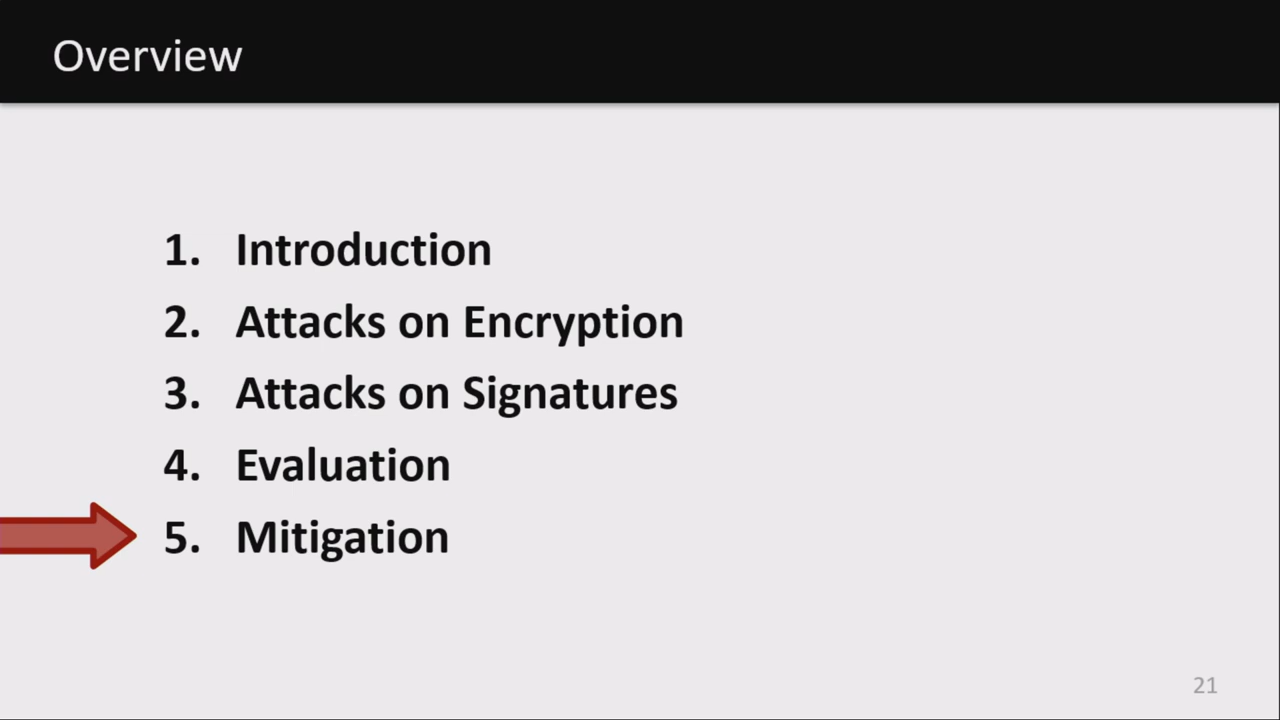 Overview
1. Introduction
2. Attacks on Encryption
3. Attacks on Signatures
4. Evaluation
5. Mitigation
21